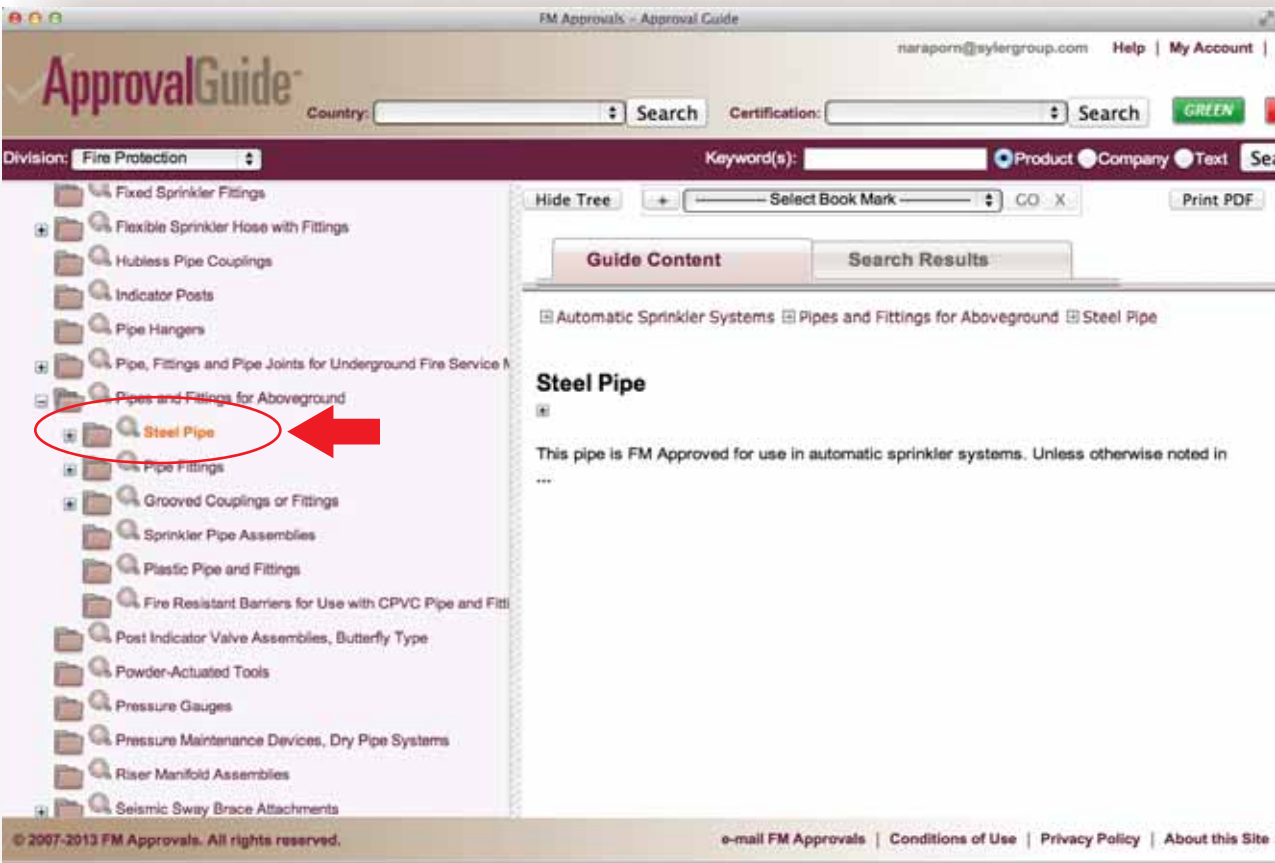 FM Approvals – Approval Guide
naraporn@sylergroup.com Help | My Account |
ApprovalGuide
Country: Search Certification: Search GREEN
Division: Fire Protection Keyword(s): Product Company Text Sea
Fixed Sprinkler Fittings
Flexible Sprinkler Hose with Fittings
Hubless Pipe Couplings
Indicator Posts
Pipe Hangers
Pipe, Fittings and Pipe Joints for Underground Fire Service M
Pipes and Fittings for Aboveground
Steel Pipe
Pipe Fittings
Grooved Couplings or Fittings
Sprinkler Pipe Assemblies
Plastic Pipe and Fittings
Fire Resistant Barriers for Use with CPVC Pipe and Fitti
Post Indicator Valve Assemblies, Butterfly Type
Powder-Actuated Tools
Pressure Gauges
Pressure Maintenance Devices, Dry Pipe Systems
Riser Manifold Assemblies
Seismic Sway Brace Attachments
Hide Tree + ---------- Select Book Mark ---------- GO X Print PDF
Guide Content Search Results
Automatic Sprinkler Systems Pipes and Fittings for Aboveground Steel Pipe
Steel Pipe
This pipe is FM Approved for use in automatic sprinkler systems. Unless otherwise noted in
...
© 2007-2013 FM Approvals. All rights reserved. e-mail FM Approvals | Conditions of Use | Privacy Policy | About this Site